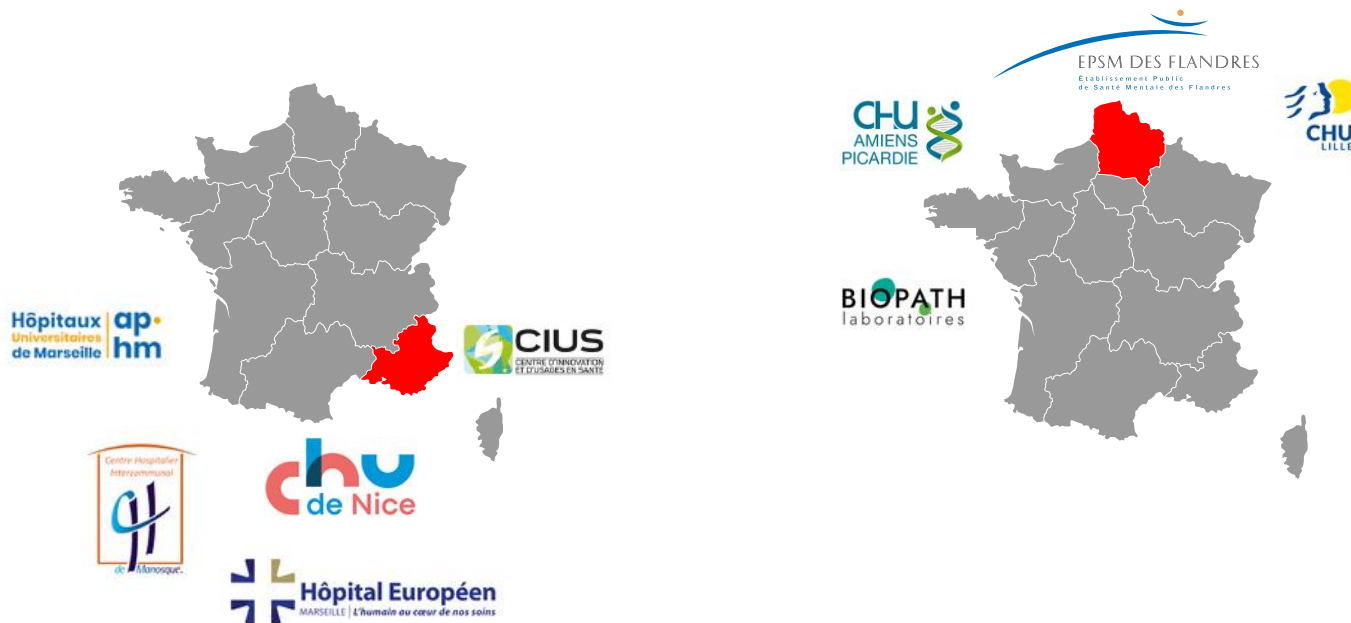 EPSM DES FLANDRES
Établissement Public
de Santé Mentale des Flandres
CHU
AMIENS
PICARDIE
CHU
LILLE
BIOPATH
laboratoires
Hôpitaux
Universitaires
de Marseille
ap•
hm
CIUS
CENTRE D'INNOVATION
ET D'USAGES EN SANTÉ
Centre Hospitalier
Intercommunal
CH
de Manosque.
chu
de Nice
Hôpital Européen
MARSEILLE | L'humain au cœur de nos soins